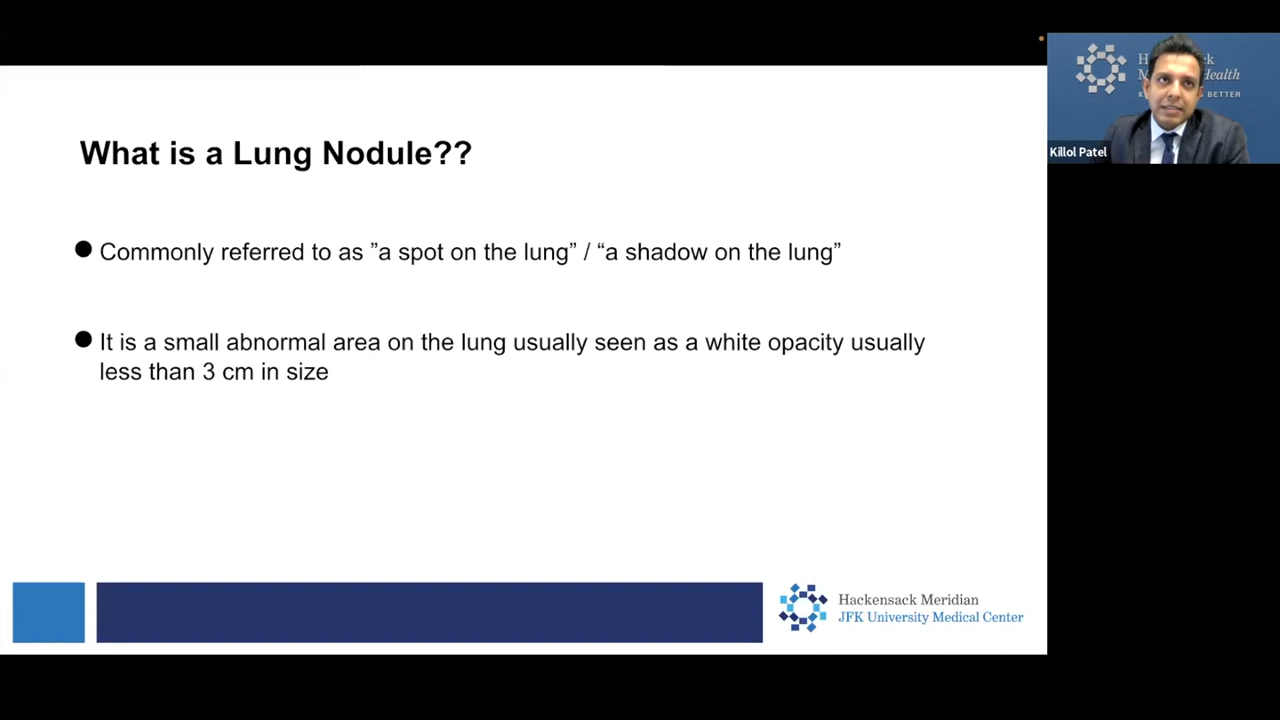 What is a Lung Nodule??
Commonly referred to as ”a spot on the lung” / “a shadow on the lung”
It is a small abnormal area on the lung usually seen as a white opacity usually
less than 3 cm in size
Hackensack Meridian
JFK University Medical Center
Health
BETTER
Killol Patel